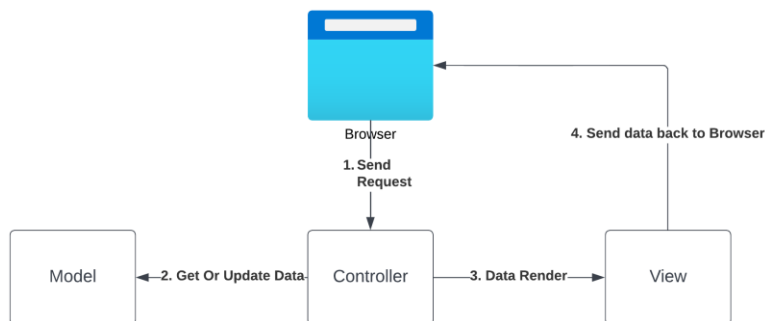 Browser
4. Send data back to Browser
1. Send
Request
Model
2. Get Or Update Data
Controller
3. Data Render
View